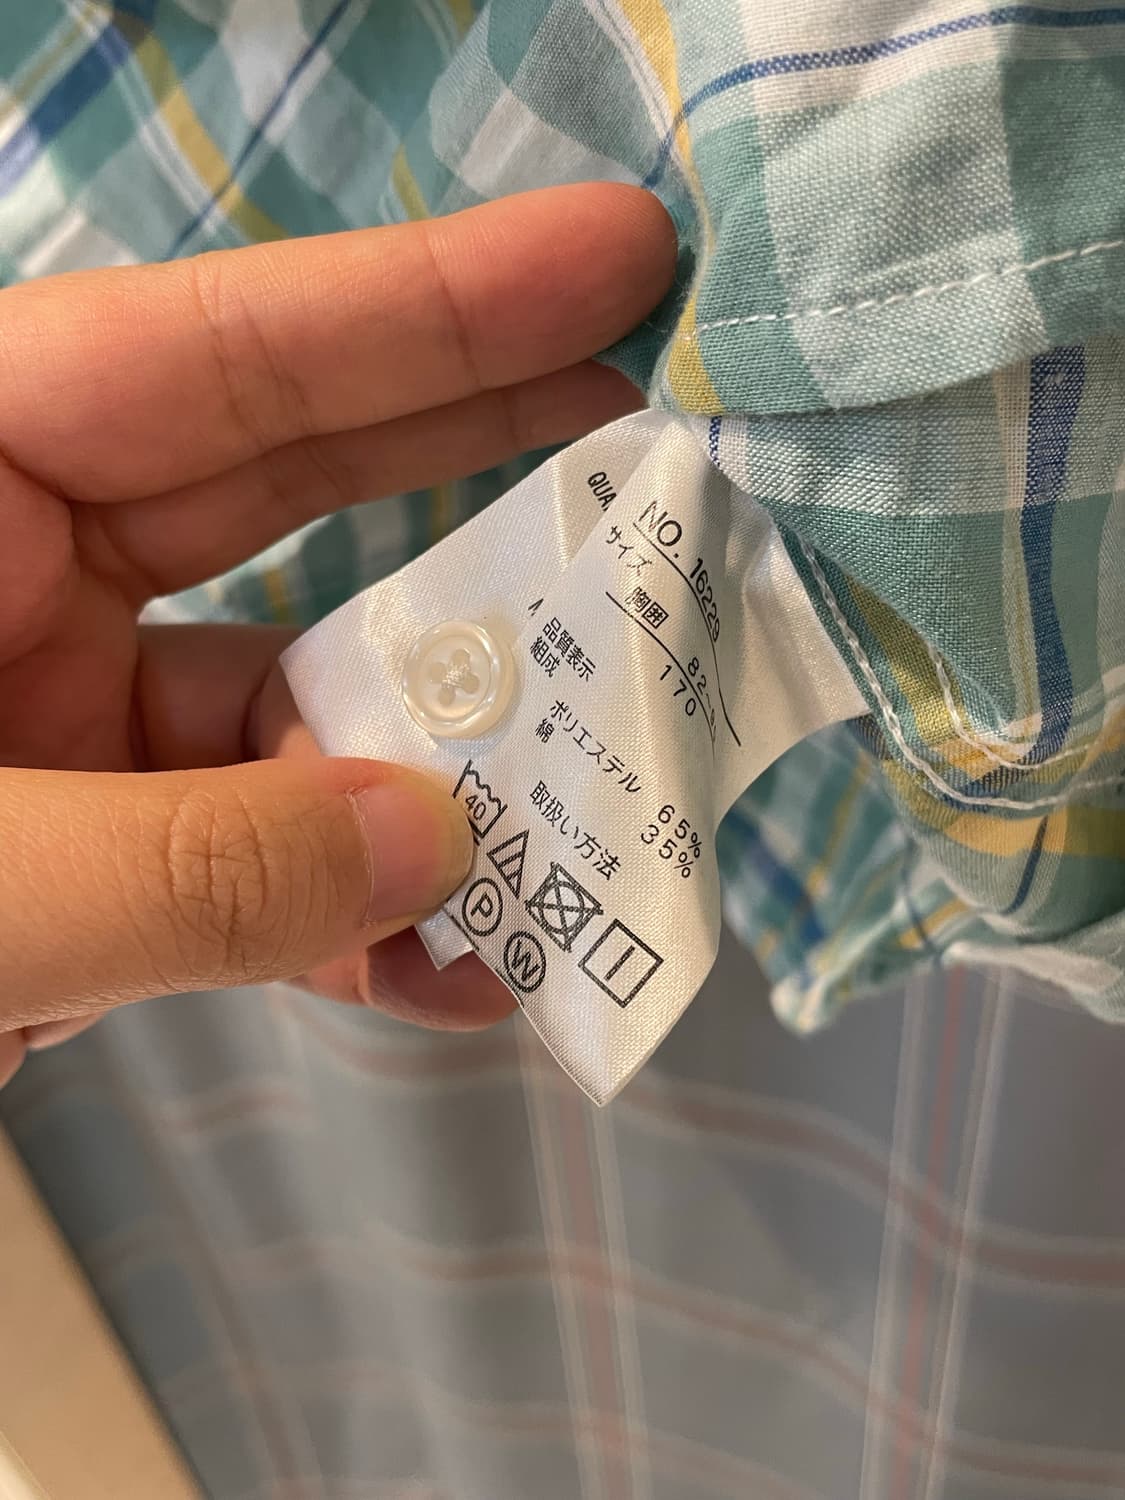 NO. 16229
サイズ
胸囲
170
品質表示
組成
ポリエステル 65%
綿 35%
取扱い方法
40
P
W